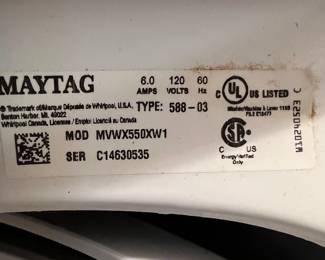 MAYTAG
6.0 120 60
AMPS VOLTS Hz
® Trademark of/Marque Déposée de Whirlpool, U.S.A.,
Benton Harbor, MI. 49022
Whirlpool Canada, Licensee / Emploi Licencié au Canada
TYPE: 588-03
MOD MVWX550XW1
SER C14630535
C UL US LISTED
C US
Energy Verified
Only